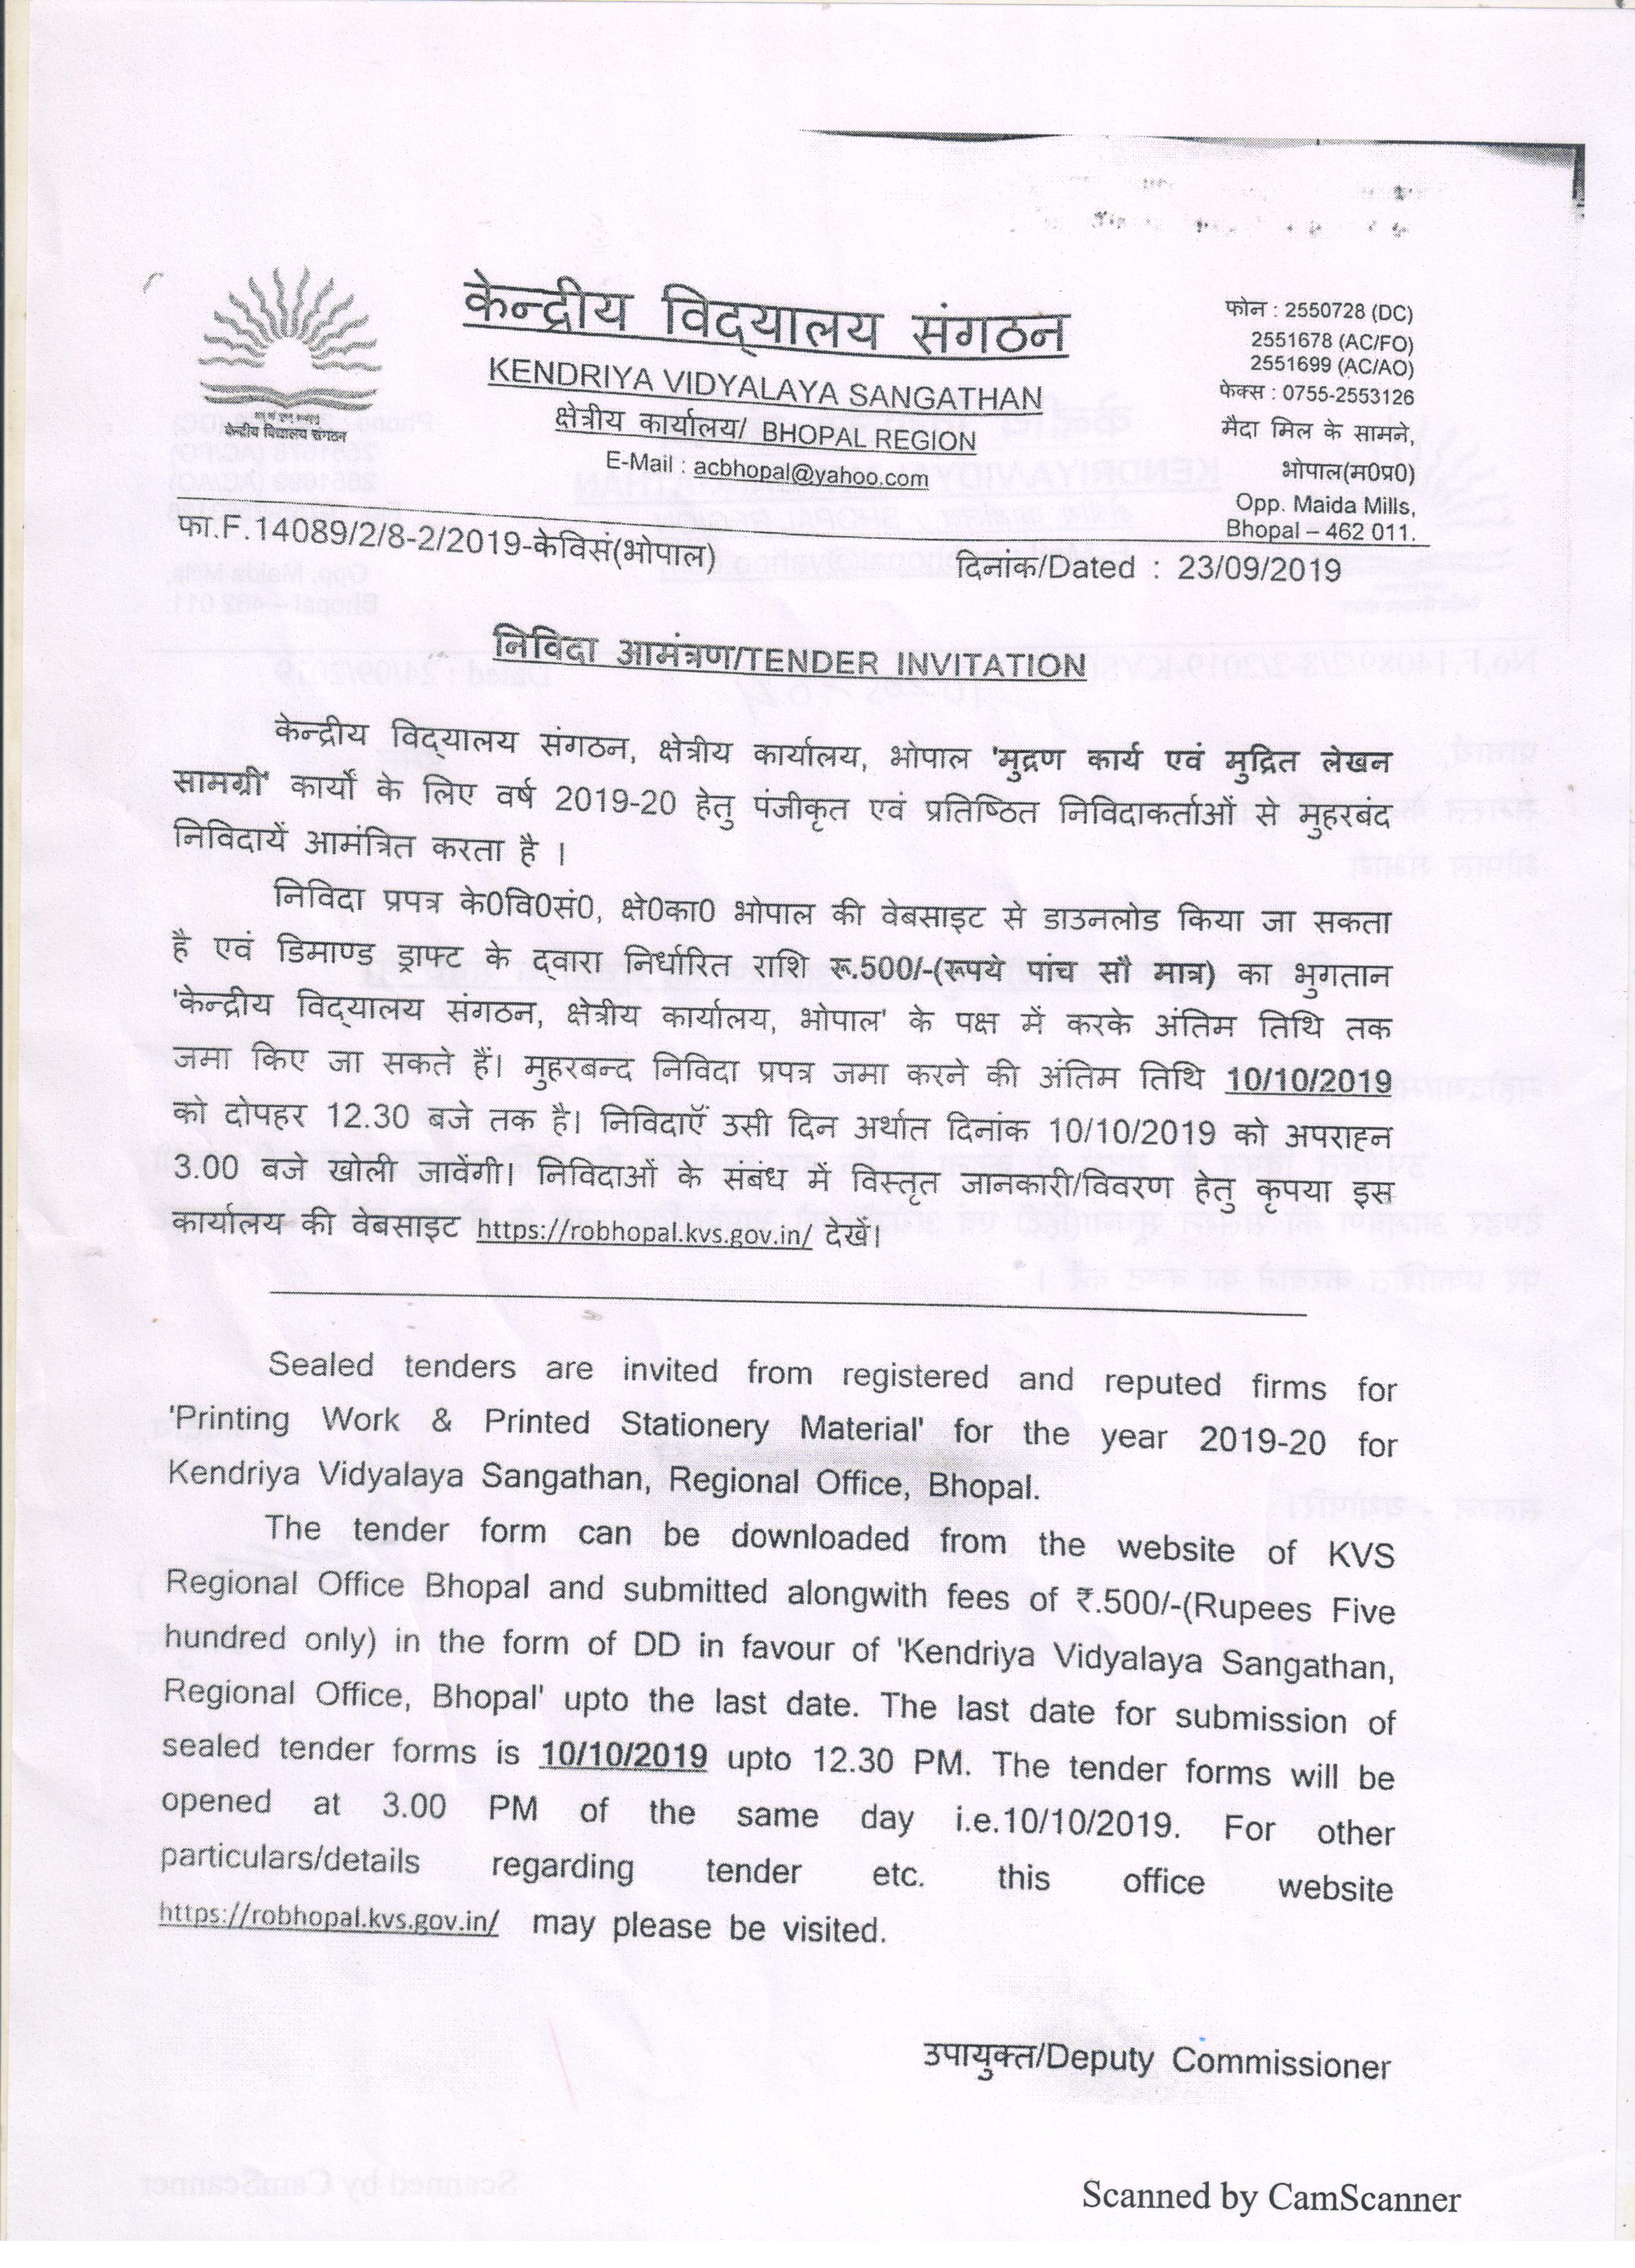 केन्द्रीय विद्यालय संगठन
KENDRIYA VIDYALAYA SANGATHAN
क्षेत्रीय कार्यालय/ BHOPAL REGION
E-Mail : acbhopal@yahoo.com
केन्द्रीय विद्यालय संगठन
फोन : 2550728 (DC)
2551678 (AC/FO)
2551699 (AC/AO)
फेक्स : 0755-2553126
मैदा मिल के सामने,
भोपाल(म0प्र0)
Opp. Maida Mills,
Bhopal – 462 011.
फा.F.14089/2/8-2/2019-केविसं(भोपाल)
दिनांक/Dated : 23/09/2019
निविदा आमंत्रण/TENDER INVITATION
केन्द्रीय विद्यालय संगठन, क्षेत्रीय कार्यालय, भोपाल 'मुद्रण कार्य एवं मुद्रित लेखन
सामग्री' कार्यो के लिए वर्ष 2019-20 हेतु पंजीकृत एवं प्रतिष्ठित निविदाकर्ताओं से मुहरबंद
निविदायें आमंत्रित करता है ।
निविदा प्रपत्र के0वि0सं0, क्षे0का0 भोपाल की वेबसाइट से डाउनलोड किया जा सकता
है एवं डिमाण्ड ड्राफ्ट के द्वारा निर्धारित राशि रू.500/-(रूपये पांच सौ मात्र) का भुगतान
'केन्द्रीय विद्यालय संगठन, क्षेत्रीय कार्यालय, भोपाल' के पक्ष में करके अंतिम तिथि तक
जमा किए जा सकते हैं। मुहरबन्द निविदा प्रपत्र जमा करने की अंतिम तिथि 10/10/2019
को दोपहर 12.30 बजे तक है। निविदाऍं उसी दिन अर्थात दिनांक 10/10/2019 को अपराह्न
3.00 बजे खोली जावेंगी। निविदाओं के संबंध में विस्तृत जानकारी/विवरण हेतु कृपया इस
कार्यालय की वेबसाइट https://robhopal.kvs.gov.in/ देखें।
Sealed tenders are invited from registered and reputed firms for
'Printing Work & Printed Stationery Material' for the year 2019-20 for
Kendriya Vidyalaya Sangathan, Regional Office, Bhopal.
The tender form can be downloaded from the website of KVS
Regional Office Bhopal and submitted alongwith fees of ₹.500/-(Rupees Five
hundred only) in the form of DD in favour of 'Kendriya Vidyalaya Sangathan,
Regional Office, Bhopal' upto the last date. The last date for submission of
sealed tender forms is 10/10/2019 upto 12.30 PM. The tender forms will be
opened at 3.00 PM of the same day i.e.10/10/2019. For other
particulars/details regarding tender etc. this office website
https://robhopal.kvs.gov.in/ may please be visited.
उपायुक्त/Deputy Commissioner
Scanned by CamScanner